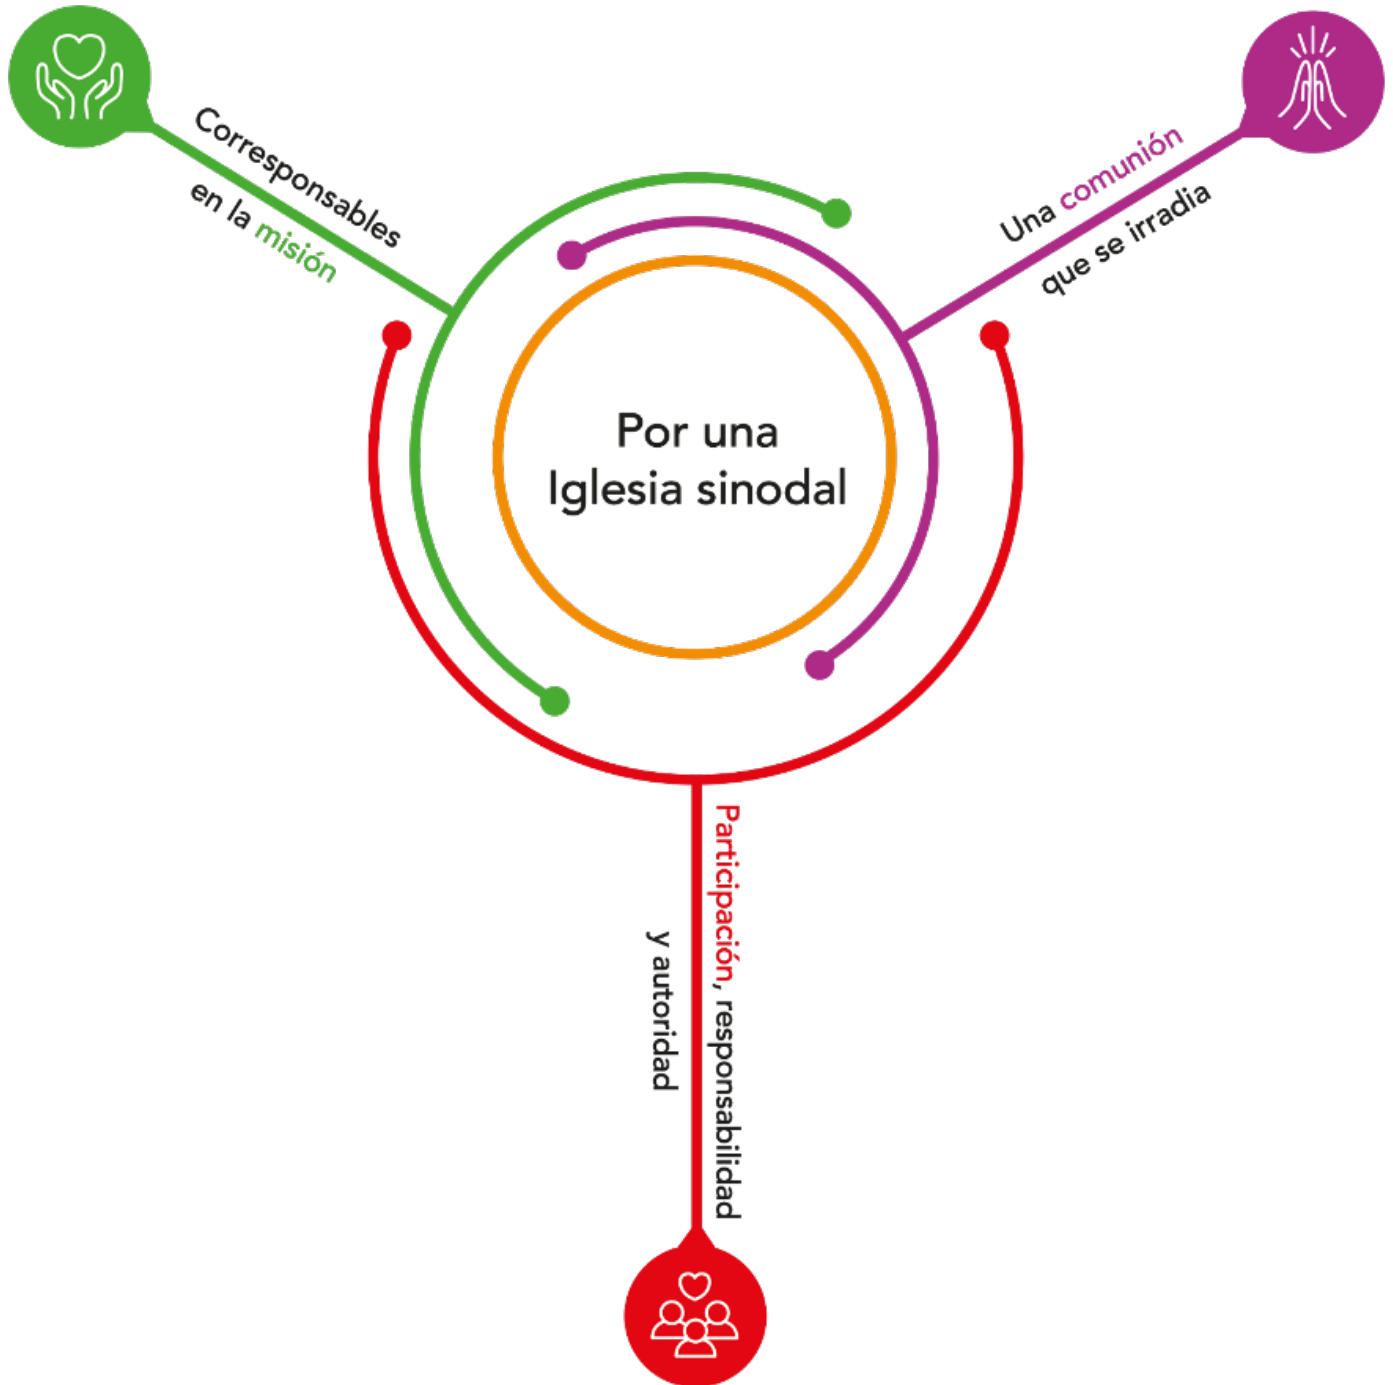 Corresponsables
en la misión
Una comunión
que se irradia
Por una
Iglesia sinodal
Participación, responsabilidad
y autoridad